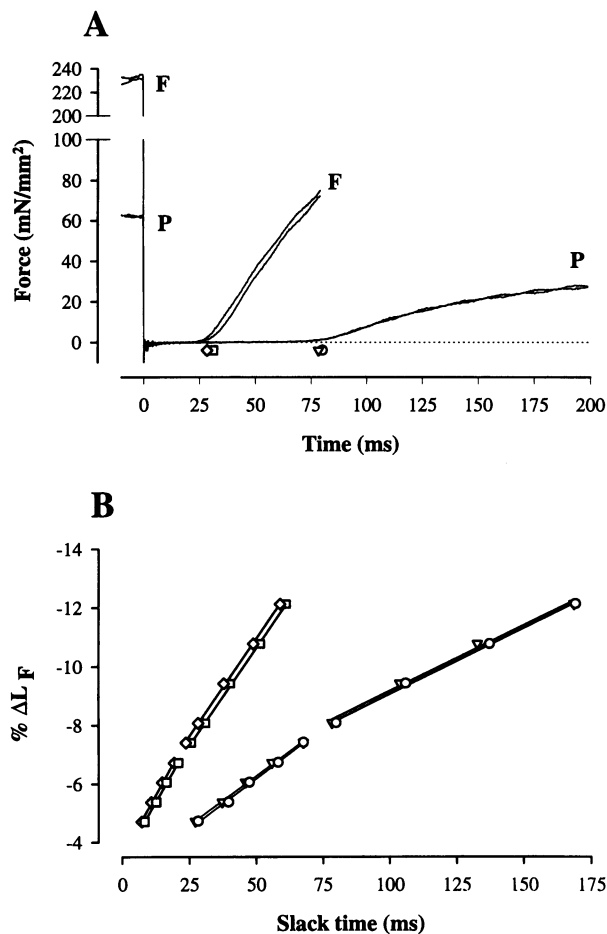 A
240
220
200
100
80
60
40
20
0
Force (mN/mm²)
F
P
F
P
0 25 50 75 100 125 150 175 200
Time (ms)
B
-14
-12
-10
-8
-6
-4
% ΔL F
0 25 50 75 100 125 150 175
Slack time (ms)